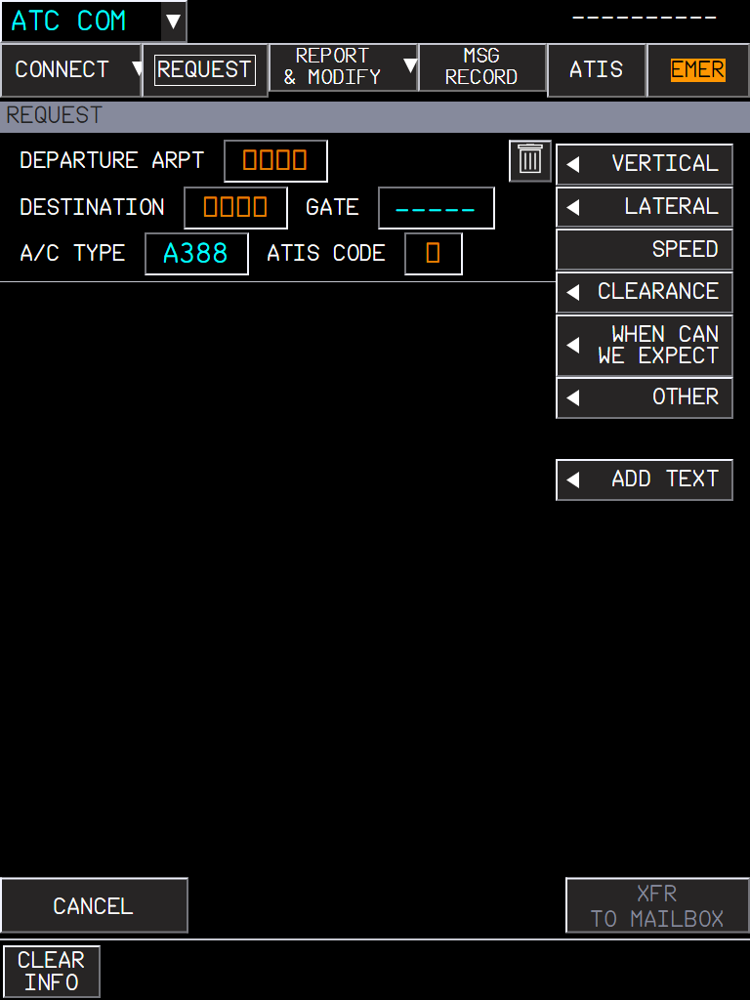 ATC COM ----------
CONNECT REQUEST REPORT & MODIFY MSG RECORD ATIS EMER
REQUEST
DEPARTURE ARPT ▯▯▯▯ VERTICAL
DESTINATION ▯▯▯▯ GATE ----- LATERAL
A/C TYPE A388 ATIS CODE ▯ SPEED
CLEARANCE
WHEN CAN
WE EXPECT
OTHER
ADD TEXT
CANCEL
XFR
TO MAILBOX
CLEAR
INFO